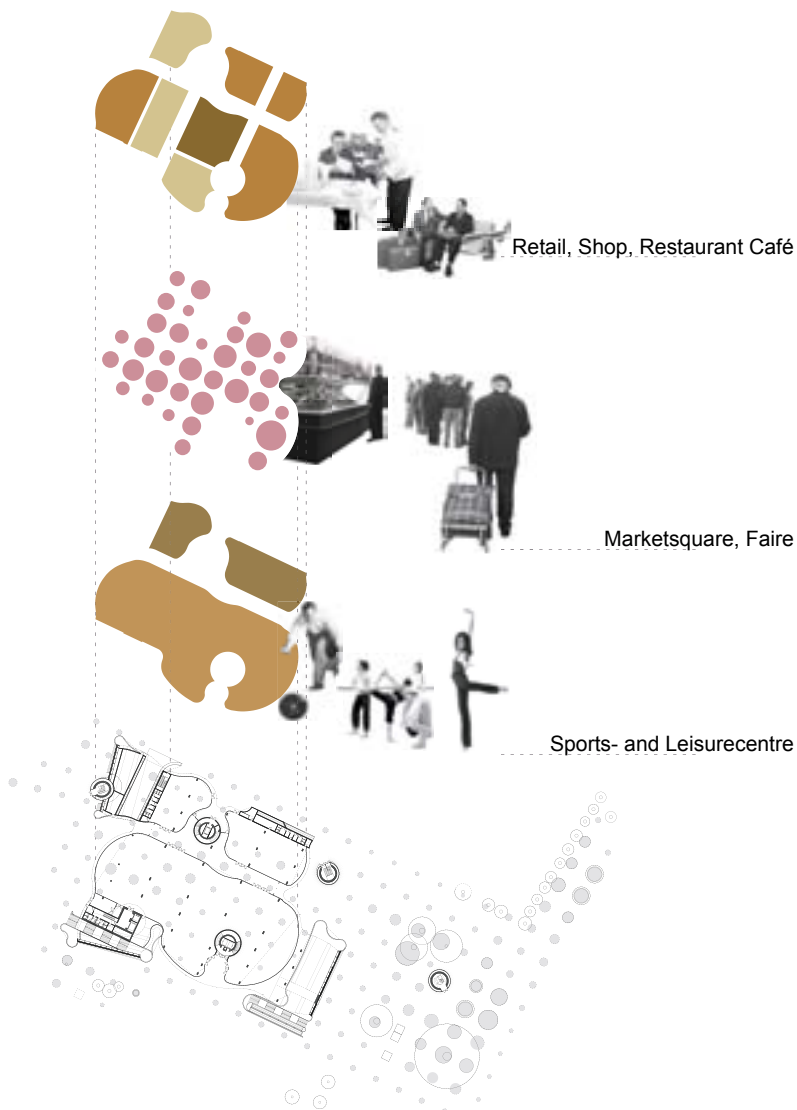 Retail, Shop, Restaurant Café
Marketsquare, Faire
Sports- and Leisurecentre